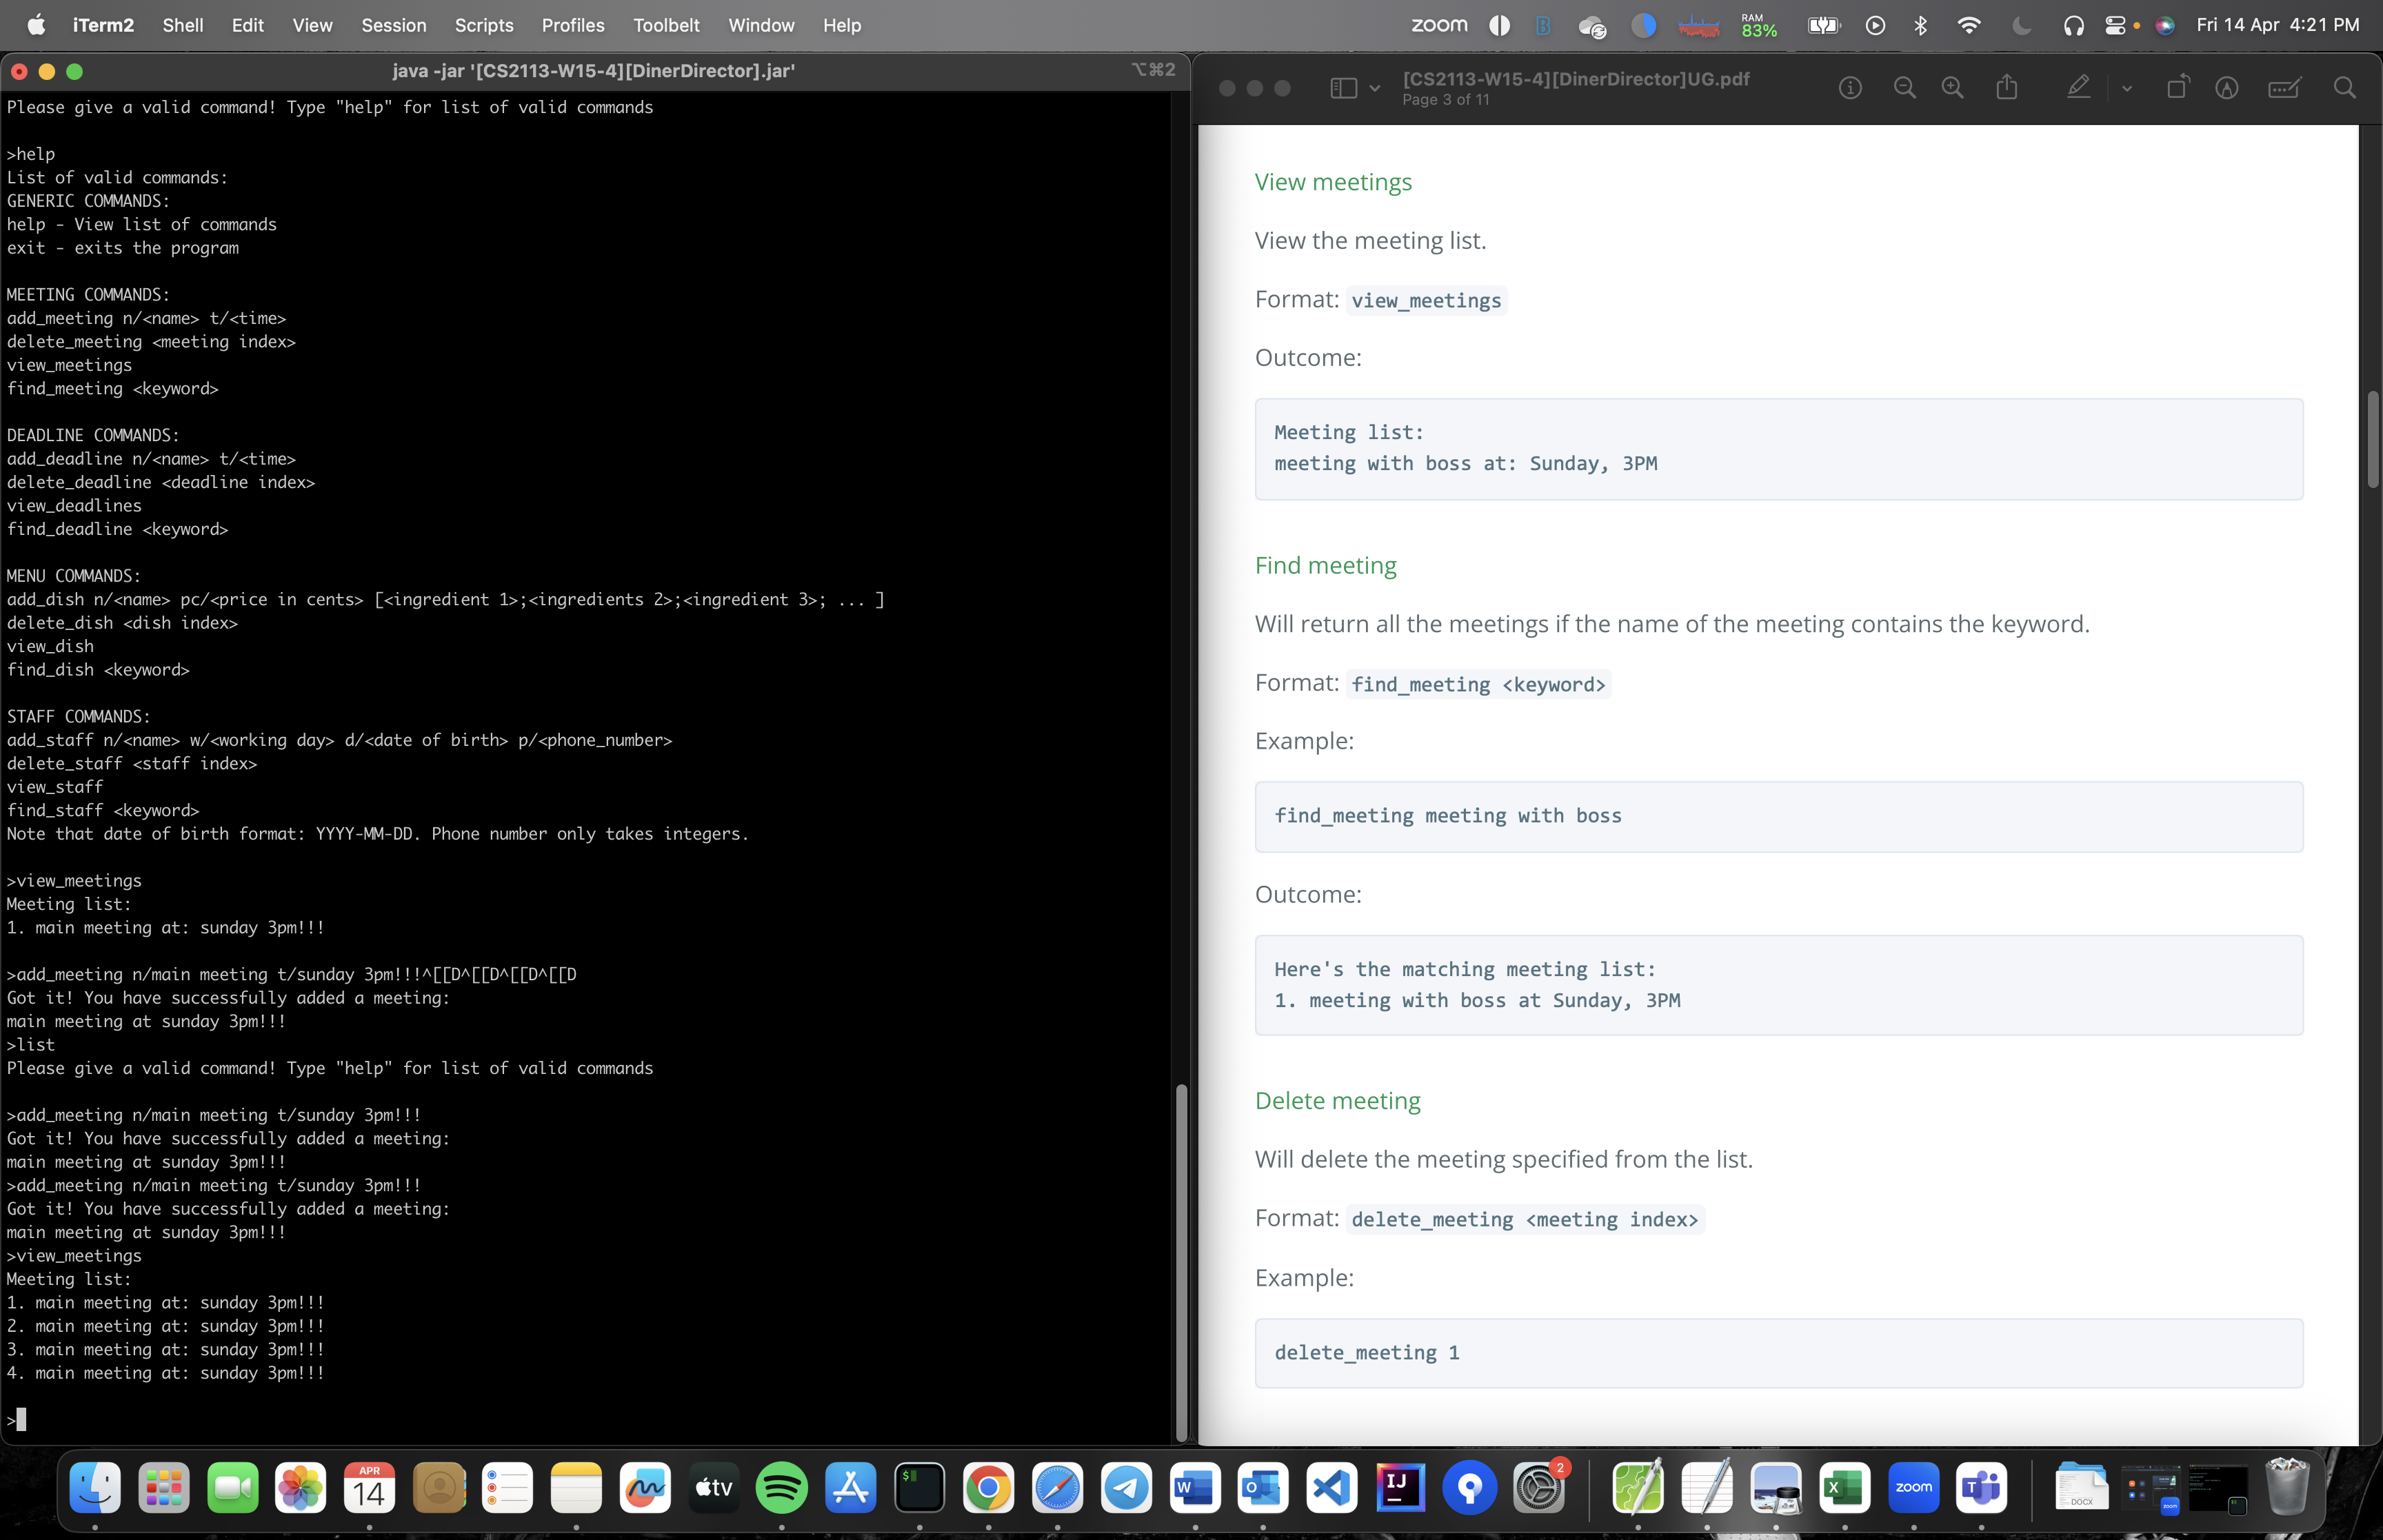 iTerm2 Shell Edit View Session Scripts Profiles Toolbelt Window Help
zoom RAM 83% Fri 14 Apr 4:21 PM
java -jar '[CS2113-W15-4][DinerDirector].jar' ⌥⌘2
Please give a valid command! Type "help" for list of valid commands
>help
List of valid commands:
GENERIC COMMANDS:
help - View list of commands
exit - exits the program
MEETING COMMANDS:
add_meeting n/<name> t/<time>
delete_meeting <meeting index>
view_meetings
find_meeting <keyword>
DEADLINE COMMANDS:
add_deadline n/<name> t/<time>
delete_deadline <deadline index>
view_deadlines
find_deadline <keyword>
MENU COMMANDS:
add_dish n/<name> pc/<price in cents> [<ingredient 1>;<ingredients 2>;<ingredient 3>; ... ]
delete_dish <dish index>
view_dish
find_dish <keyword>
STAFF COMMANDS:
add_staff n/<name> w/<working day> d/<date of birth> p/<phone_number>
delete_staff <staff index>
view_staff
find_staff <keyword>
Note that date of birth format: YYYY-MM-DD. Phone number only takes integers.
>view_meetings
Meeting list:
1. main meeting at: sunday 3pm!!!
>add_meeting n/main meeting t/sunday 3pm!!!^[[D^[[D^[[D^[[D
Got it! You have successfully added a meeting:
main meeting at sunday 3pm!!!
>list
Please give a valid command! Type "help" for list of valid commands
>add_meeting n/main meeting t/sunday 3pm!!!
Got it! You have successfully added a meeting:
main meeting at sunday 3pm!!!
>add_meeting n/main meeting t/sunday 3pm!!!
Got it! You have successfully added a meeting:
main meeting at sunday 3pm!!!
>view_meetings
Meeting list:
1. main meeting at: sunday 3pm!!!
2. main meeting at: sunday 3pm!!!
3. main meeting at: sunday 3pm!!!
4. main meeting at: sunday 3pm!!!
>
[CS2113-W15-4][DinerDirector]UG.pdf
Page 3 of 11
View meetings
View the meeting list.
Format: view_meetings
Outcome:
Meeting list:
meeting with boss at: Sunday, 3PM
Find meeting
Will return all the meetings if the name of the meeting contains the keyword.
Format: find_meeting <keyword>
Example:
find_meeting meeting with boss
Outcome:
Here's the matching meeting list:
1. meeting with boss at Sunday, 3PM
Delete meeting
Will delete the meeting specified from the list.
Format: delete_meeting <meeting index>
Example:
delete_meeting 1
APR
14
tv
$
W
O
IJ
2
X
zoom
T
DOCX